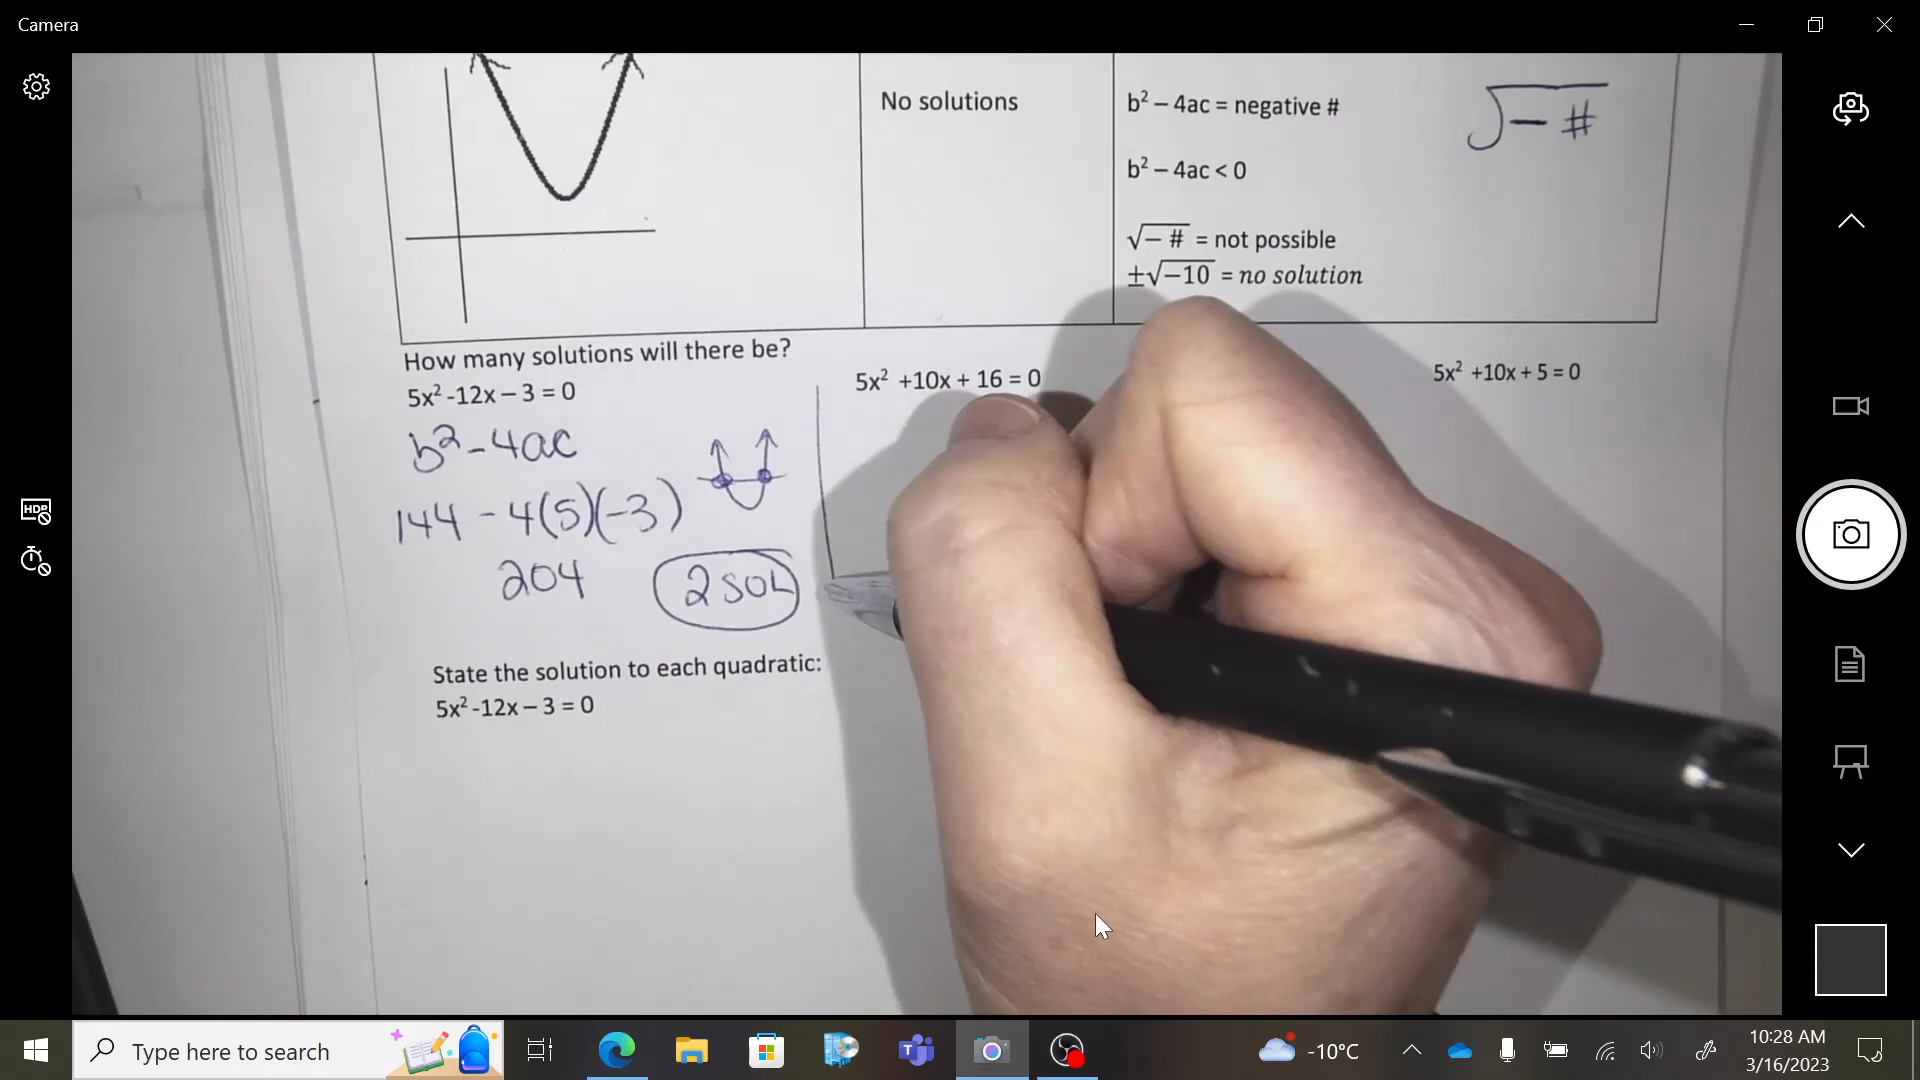 Camera
No solutions
b² – 4ac = negative #
√– #
b² – 4ac < 0
√– # = not possible
±√−10 = no solution
How many solutions will there be?
5x² -12x – 3 = 0
5x² +10x + 16 = 0
5x² +10x + 5 = 0
b² - 4ac
144 - 4(5)(-3)
204
2 SOL
State the solution to each quadratic:
5x² -12x – 3 = 0
HDR
Type here to search
-10°C
10:28 AM
3/16/2023